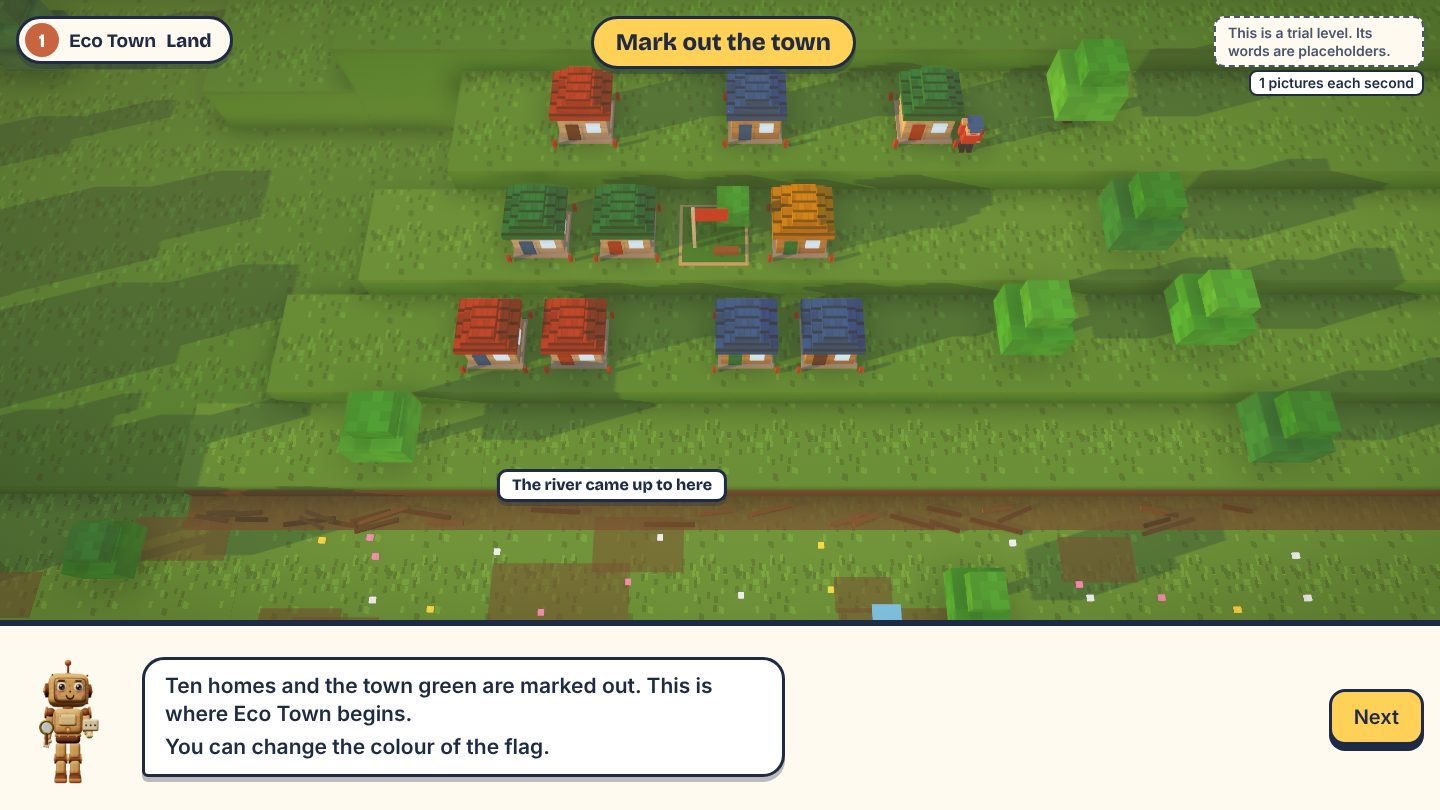 1 Eco Town Land
Mark out the town
This is a trial level. Its
words are placeholders.
1 pictures each second
The river came up to here
Ten homes and the town green are marked out. This is
where Eco Town begins.
You can change the colour of the flag.
Next